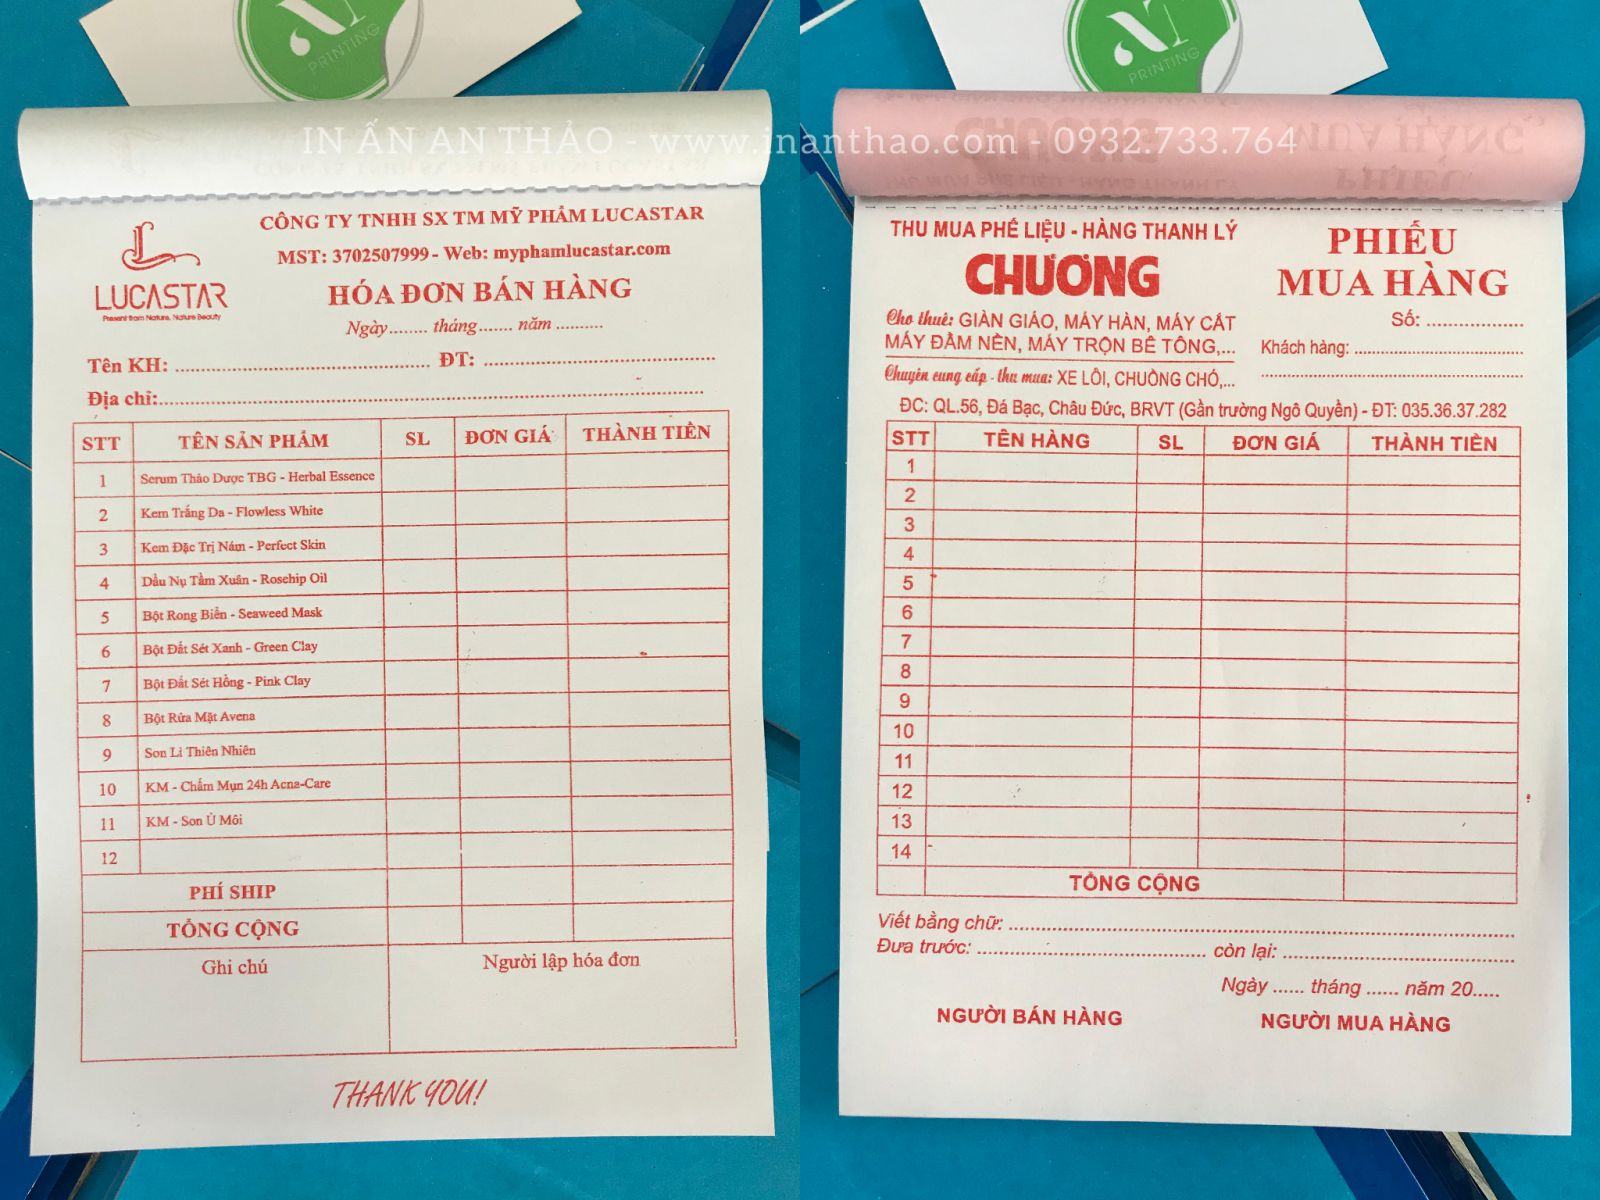 AT
PRINTING
AT
PRINTING
IN ẤN AN THẢO - www.inanthao.com - 0932.733.764
LUCASTAR
Present from Nature, Nature Beauty
CÔNG TY TNHH SX TM MỸ PHẨM LUCASTAR
MST: 3702507999 - Web: myphamlucastar.com
HÓA ĐƠN BÁN HÀNG
Ngày........ tháng....... năm ..........
Tên KH: .......... ĐT: ..........
Địa chỉ:..........
STT TÊN SẢN PHẨM SL ĐƠN GIÁ THÀNH TIỀN
1 Serum Thảo Dược TBG - Herbal Essence
2 Kem Trắng Da - Flowless White
3 Kem Đặc Trị Nám - Perfect Skin
4 Dầu Nụ Tầm Xuân - Rosehip Oil
5 Bột Rong Biển - Seaweed Mask
6 Bột Đất Sét Xanh - Green Clay
7 Bột Đất Sét Hồng - Pink Clay
8 Bột Rửa Mặt Avena
9 Son Lì Thiên Nhiên
10 KM - Chấm Mụn 24h Acna-Care
11 KM - Son Ủ Môi
12
PHÍ SHIP
TỔNG CỘNG
Ghi chú Người lập hóa đơn
THANK YOU!
THU MUA PHẾ LIỆU - HÀNG THANH LÝ
CHƯƠNG
PHIẾU
MUA HÀNG
Cho thuê: GIÀN GIÁO, MÁY HÀN, MÁY CẮT
MÁY ĐẦM NỀN, MÁY TRỘN BÊ TÔNG,...
Chuyên cung cấp - thu mua: XE LÔI, CHUỒNG CHÓ,...
Số: ..................
Khách hàng: ..........
ĐC: QL.56, Đá Bạc, Châu Đức, BRVT (Gần trường Ngô Quyền) - ĐT: 035.36.37.282
STT TÊN HÀNG SL ĐƠN GIÁ THÀNH TIỀN
1
2
3
4
5
6
7
8
9
10
11
12
13
14
TỔNG CỘNG
Viết bằng chữ: ..........
Đưa trước: .......... còn lại: ..........
Ngày ...... tháng ...... năm 20.....
NGƯỜI BÁN HÀNG NGƯỜI MUA HÀNG